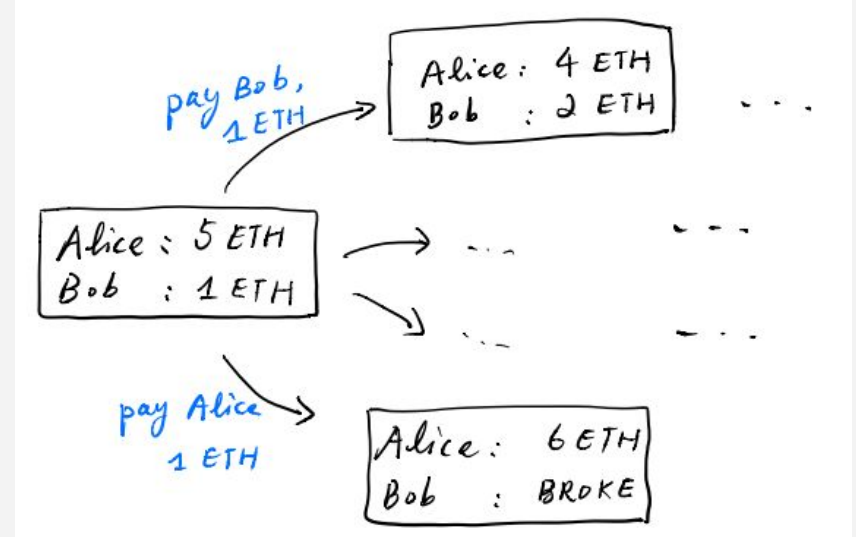 pay Bob,
1 ETH
Alice : 4 ETH
Bob : 2 ETH
Alice : 5 ETH
Bob : 1 ETH
pay Alice
1 ETH
Alice : 6 ETH
Bob : BROKE